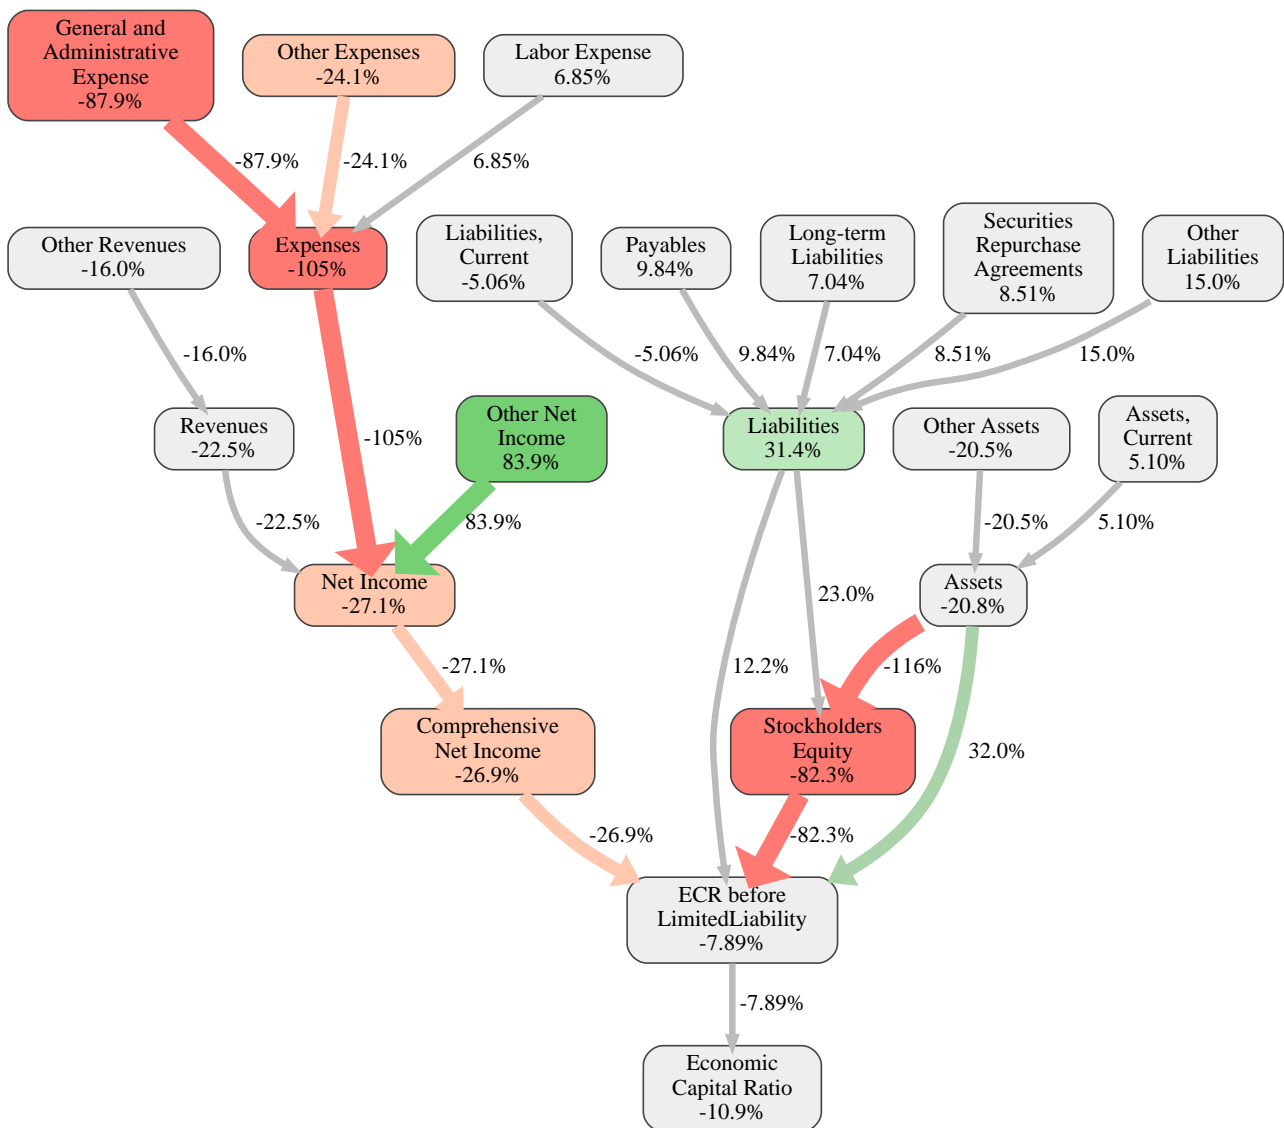 General and
Administrative
Expense
-87.9%
Other Expenses
-24.1%
Labor Expense
6.85%
-87.9%
-24.1%
6.85%
Other Revenues
-16.0%
Expenses
-105%
Liabilities,
Current
-5.06%
Payables
9.84%
Long-term
Liabilities
7.04%
Securities
Repurchase
Agreements
8.51%
Other
Liabilities
15.0%
-16.0%
-5.06%
9.84%
7.04%
8.51%
15.0%
Revenues
-22.5%
-105%
Other Net
Income
83.9%
Liabilities
31.4%
Other Assets
-20.5%
Assets,
Current
5.10%
-22.5%
83.9%
-20.5%
5.10%
Net Income
-27.1%
23.0%
Assets
-20.8%
-27.1%
12.2%
-116%
Comprehensive
Net Income
-26.9%
Stockholders
Equity
-82.3%
32.0%
-26.9%
-82.3%
ECR before
LimitedLiability
-7.89%
-7.89%
Economic
Capital Ratio
-10.9%